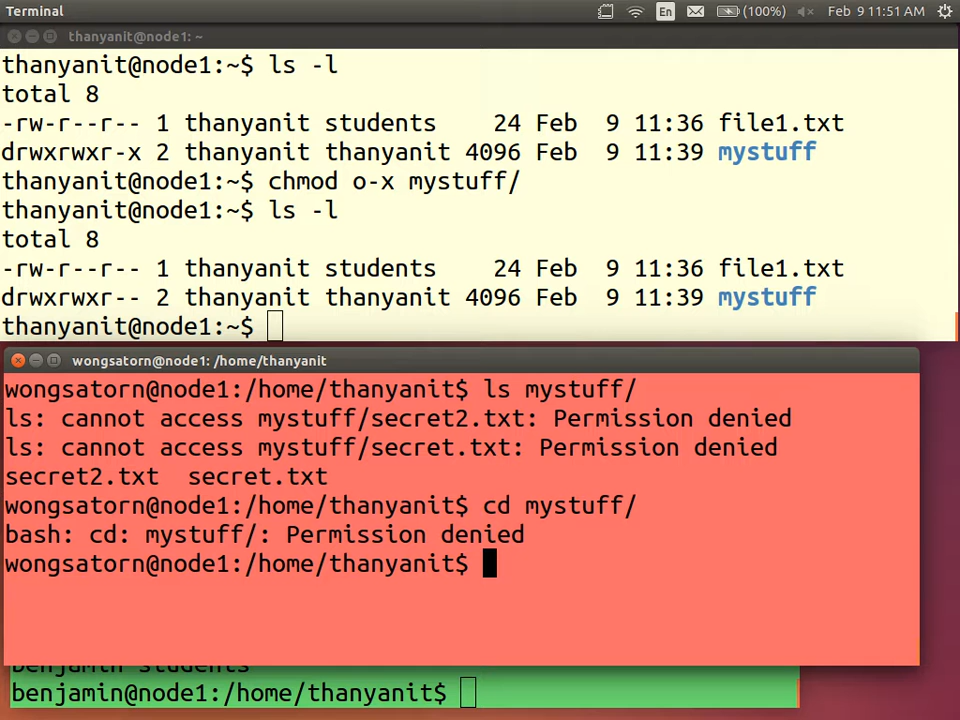 Terminal
En
(100%)
Feb 9 11:51 AM
thanyanit@node1: ~
thanyanit@node1:~$ ls -l
total 8
-rw-r--r-- 1 thanyanit students    24 Feb  9 11:36 file1.txt
drwxrwxr-x 2 thanyanit thanyanit 4096 Feb  9 11:39 mystuff
thanyanit@node1:~$ chmod o-x mystuff/
thanyanit@node1:~$ ls -l
total 8
-rw-r--r-- 1 thanyanit students    24 Feb  9 11:36 file1.txt
drwxrwxr-- 2 thanyanit thanyanit 4096 Feb  9 11:39 mystuff
thanyanit@node1:~$
wongsatorn@node1: /home/thanyanit
wongsatorn@node1:/home/thanyanit$ ls mystuff/
ls: cannot access mystuff/secret2.txt: Permission denied
ls: cannot access mystuff/secret.txt: Permission denied
secret2.txt  secret.txt
wongsatorn@node1:/home/thanyanit$ cd mystuff/
bash: cd: mystuff/: Permission denied
wongsatorn@node1:/home/thanyanit$
benjamin students
benjamin@node1:/home/thanyanit$